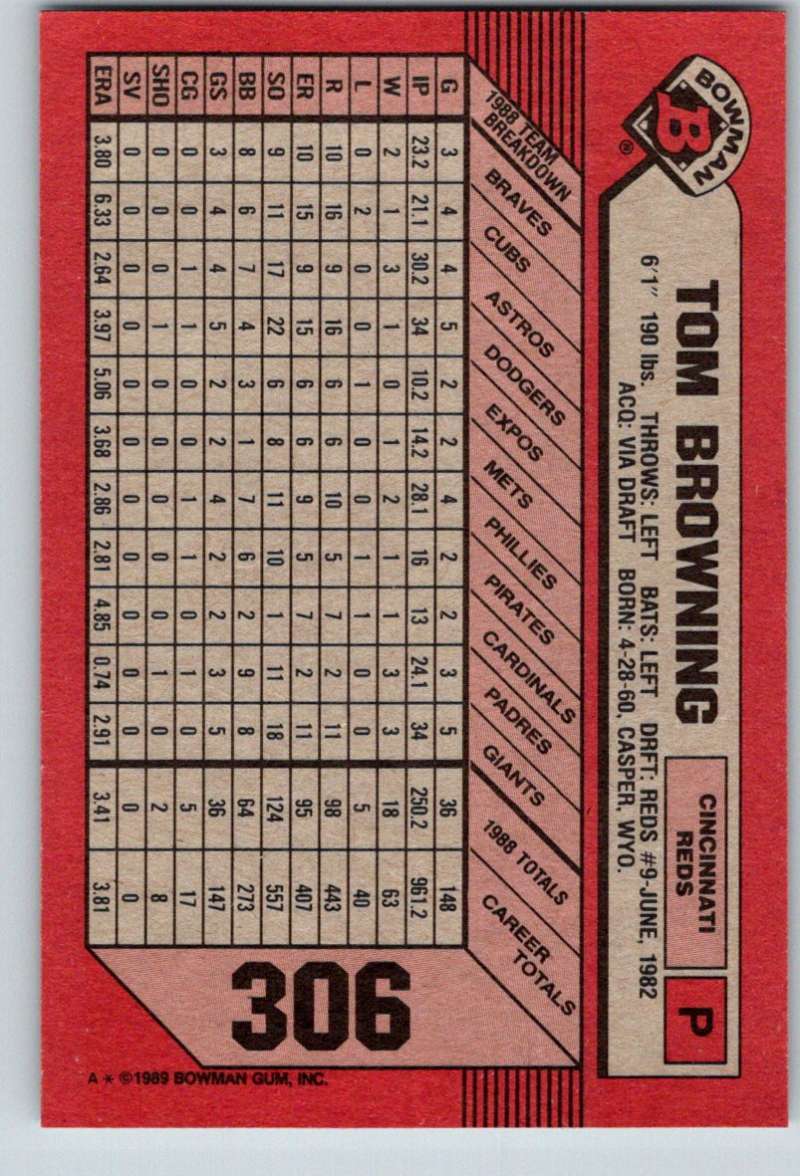 BOWMAN
B
®
TOM BROWNING
CINCINNATI
REDS
P
6'1" 190 lbs. THROWS: LEFT BATS: LEFT DRFT: REDS #9-JUNE, 1982
ACQ: VIA DRAFT BORN: 4-28-60, CASPER, WYO.
1988 TEAM
BREAKDOWN BRAVES CUBS ASTROS DODGERS EXPOS METS PHILLIES PIRATES CARDINALS PADRES GIANTS 1988 TOTALS CAREER
TOTALS
G 3 4 4 5 2 2 4 2 2 3 5 36 148
IP 23.2 21.1 30.2 34 10.2 14.2 28.1 16 13 24.1 34 250.2 961.2
W 2 1 3 1 0 1 2 1 1 3 3 18 63
L 0 2 0 0 1 0 0 1 1 0 0 5 40
R 10 16 9 16 6 6 10 5 7 2 11 98 443
ER 10 15 9 15 6 6 9 5 7 2 11 95 407
SO 9 11 17 22 6 8 11 10 1 11 18 124 557
BB 8 6 7 4 3 1 7 6 2 9 8 64 273
GS 3 4 4 5 2 2 4 2 2 3 5 36 147
CG 0 0 1 1 0 0 1 1 0 1 0 5 17
SHO 0 0 0 1 0 0 0 0 0 1 0 2 8
SV 0 0 0 0 0 0 0 0 0 0 0 0 0
ERA 3.80 6.33 2.64 3.97 5.06 3.68 2.86 2.81 4.85 0.74 2.91 3.41 3.81
306
A * ©1989 BOWMAN GUM, INC.